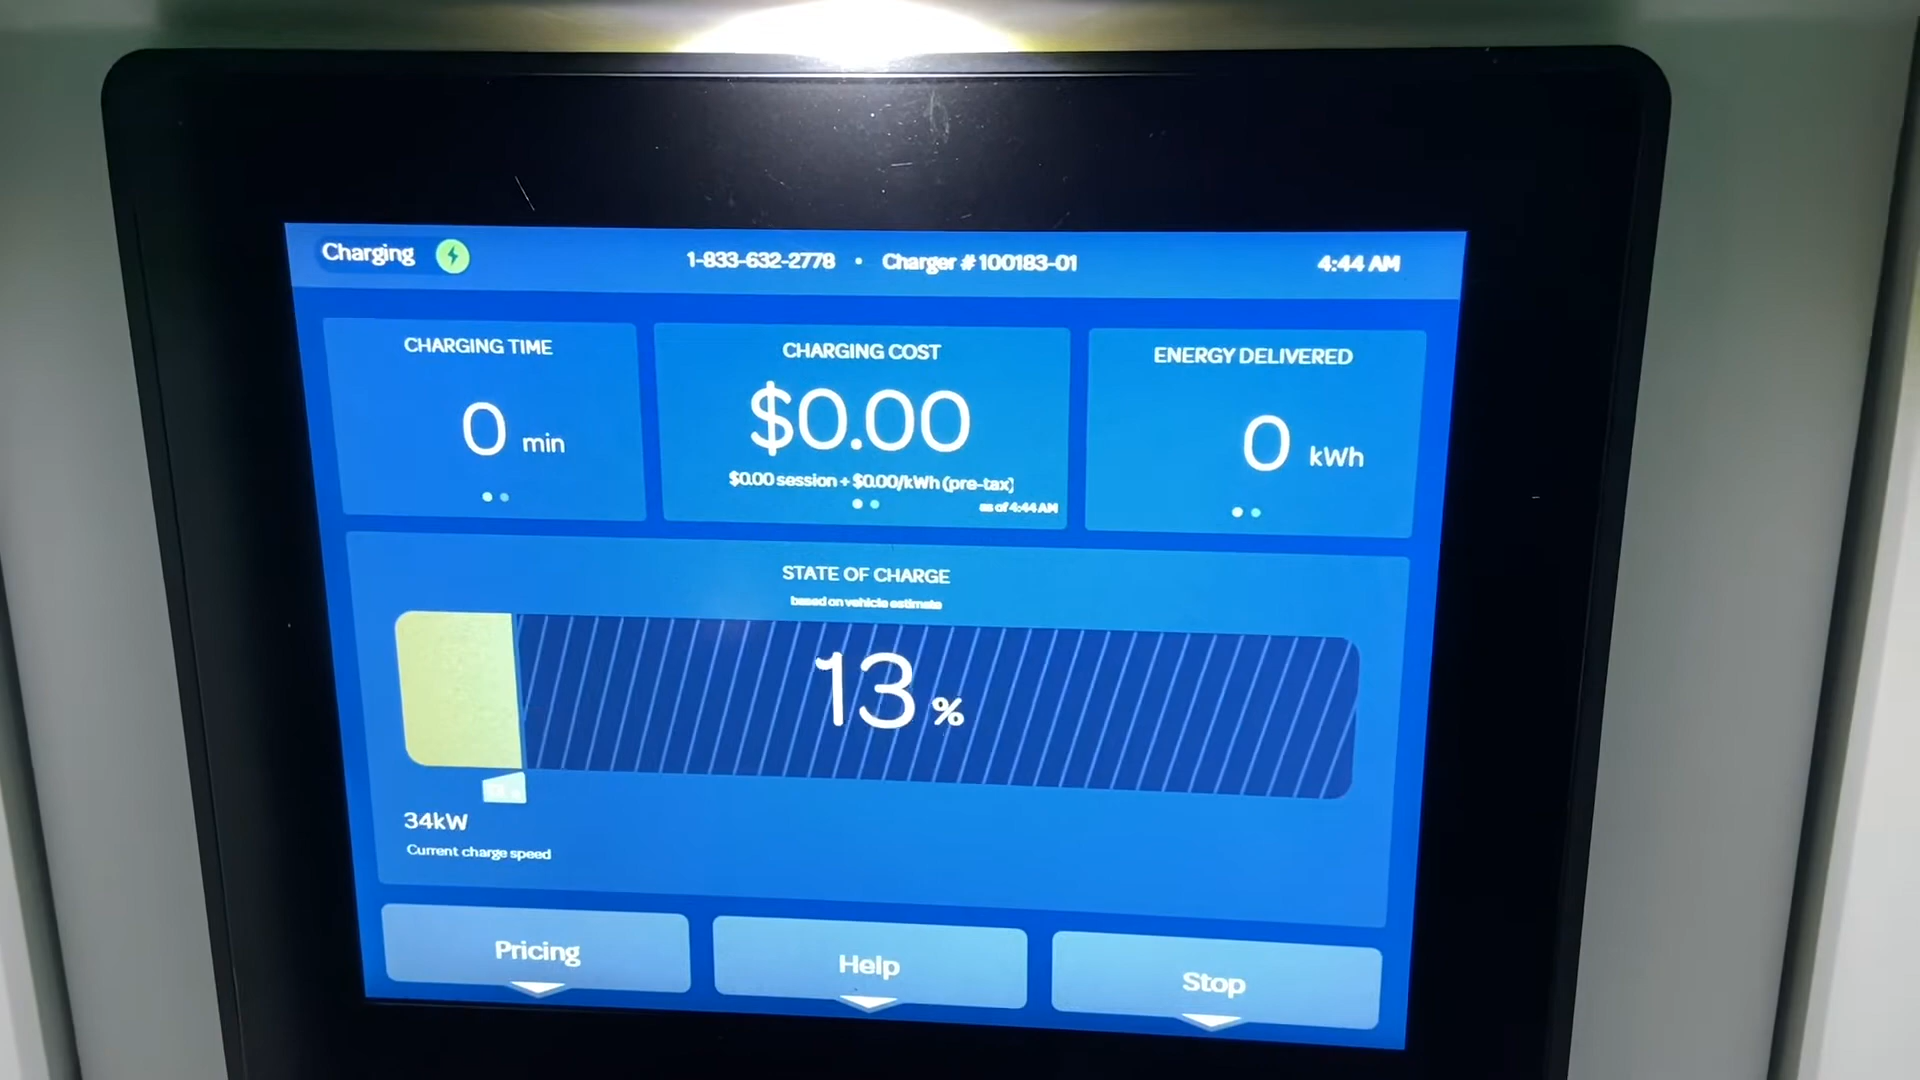 Charging
1-833-632-2778 • Charger # 100183-01
4:44 AM
CHARGING TIME
0 min
CHARGING COST
$0.00
$0.00 session + $0.00/kWh (pre-tax)
as of 4:44 AM
ENERGY DELIVERED
0 kWh
STATE OF CHARGE
based on vehicle estimate
13 %
34kW
Current charge speed
Pricing
Help
Stop